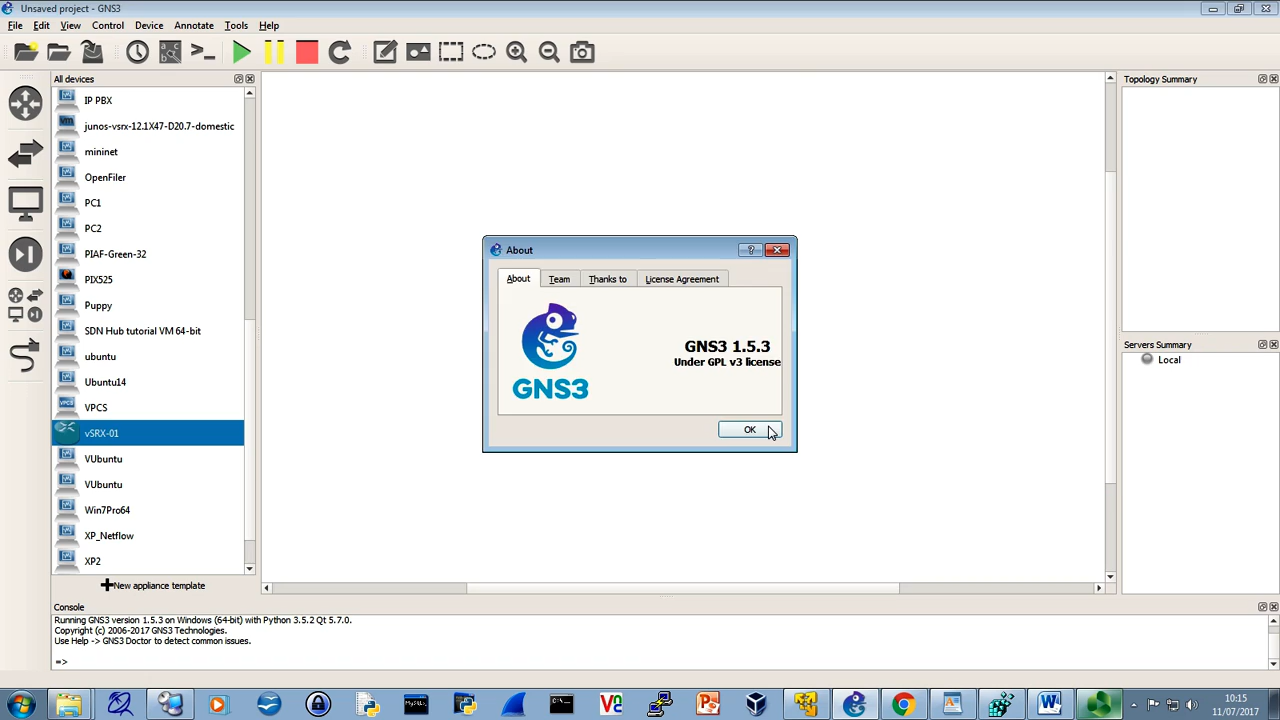 Unsaved project - GNS3
File Edit View Control Device Annotate Tools Help
All devices
IP PBX
junos-vsrx-12.1X47-D20.7-domestic
mininet
OpenFiler
PC1
PC2
PIAF-Green-32
PIX525
Puppy
SDN Hub tutorial VM 64-bit
ubuntu
Ubuntu14
VPCS
vSRX-01
VUbuntu
VUbuntu
Win7Pro64
XP_Netflow
XP2
New appliance template
About
About Team Thanks to License Agreement
GNS3
GNS3 1.5.3
Under GPL v3 license
OK
Topology Summary
Servers Summary
Local
Console
Running GNS3 version 1.5.3 on Windows (64-bit) with Python 3.5.2 Qt 5.7.0.
Copyright (c) 2006-2017 GNS3 Technologies.
Use Help -> GNS3 Doctor to detect common issues.
=>
10:15
11/07/2017